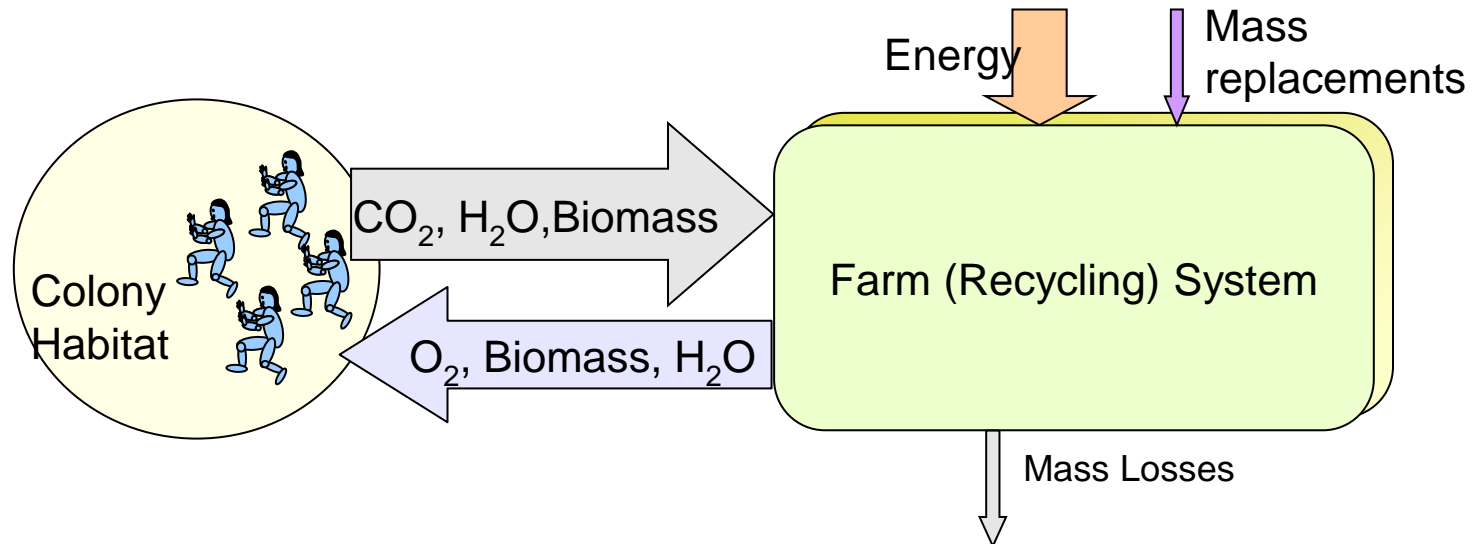 Energy
Mass
replacements
CO₂, H₂O,Biomass
Farm (Recycling) System
Colony
Habitat
O₂, Biomass, H₂O
Mass Losses